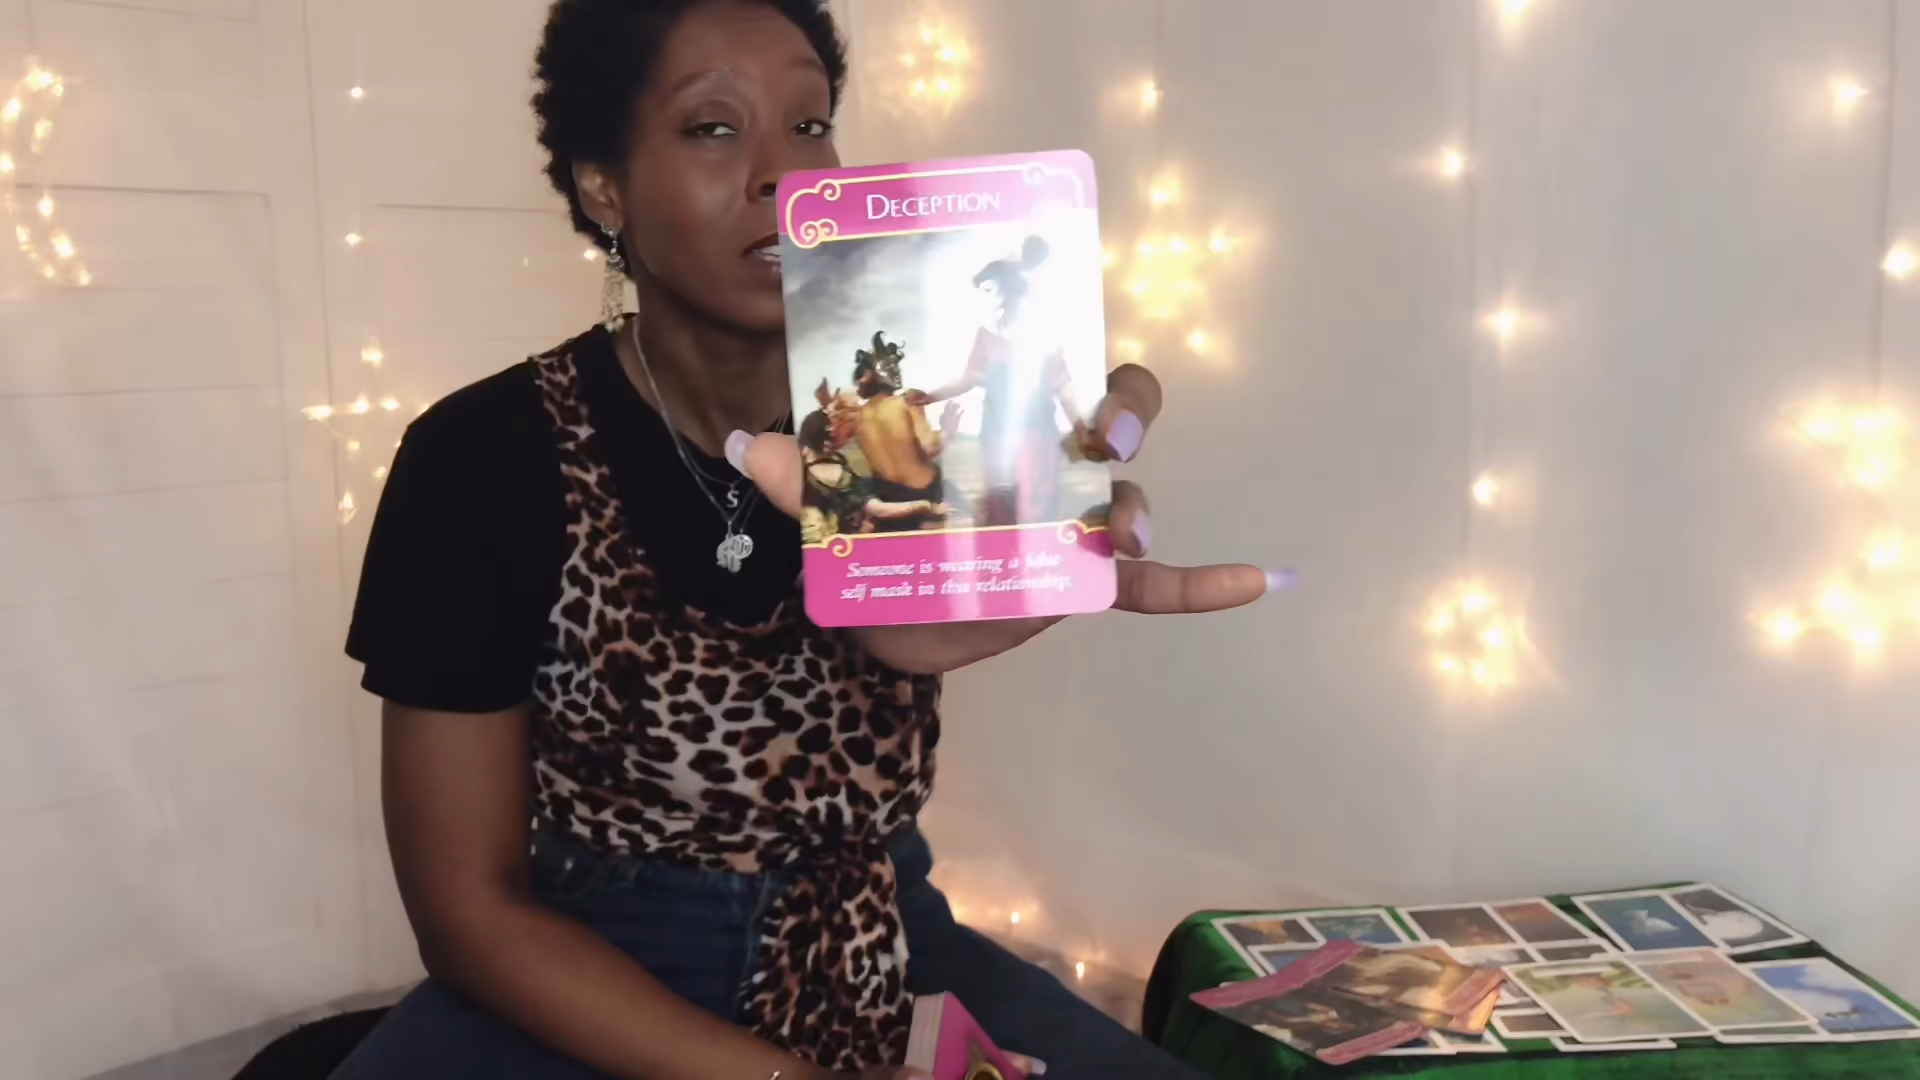 DECEPTION
Someone is wearing a false
self mask in this relationship.
S